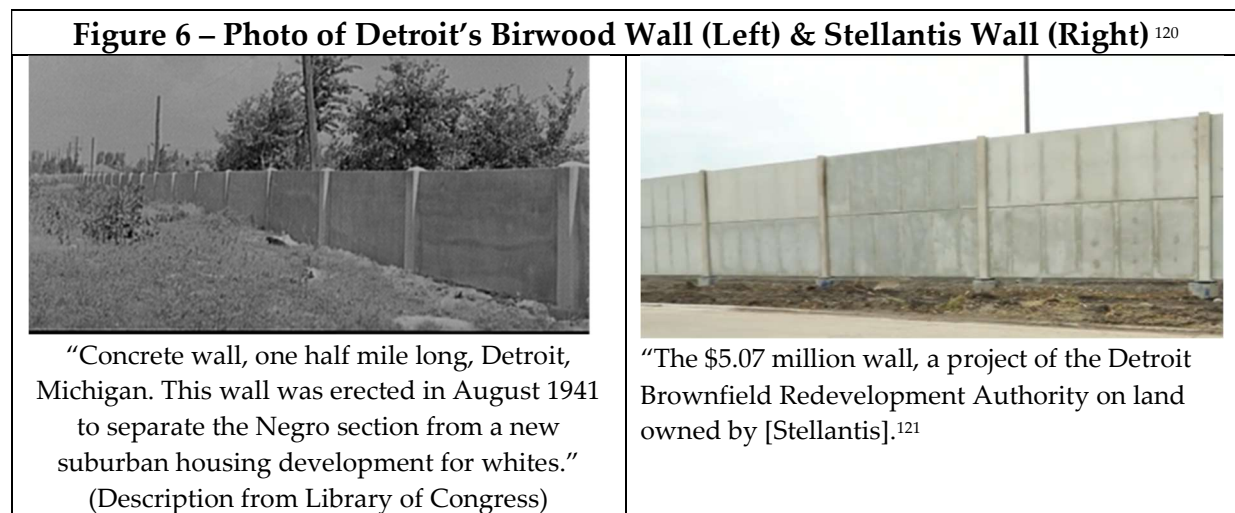 Figure 6 – Photo of Detroit's Birwood Wall (Left) & Stellantis Wall (Right) 120
"Concrete wall, one half mile long, Detroit,
Michigan. This wall was erected in August 1941
to separate the Negro section from a new
suburban housing development for whites."
(Description from Library of Congress)
"The $5.07 million wall, a project of the Detroit
Brownfield Redevelopment Authority on land
owned by [Stellantis].121